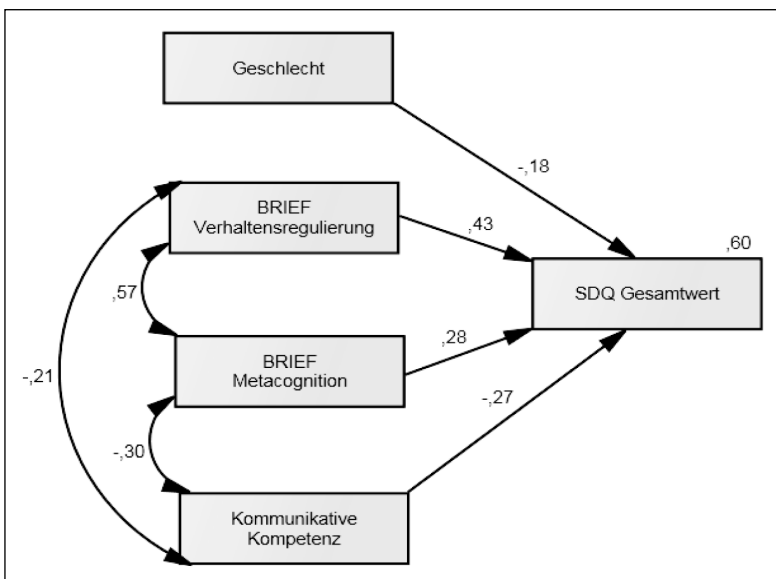 Geschlecht
-,18
BRIEF
Verhaltensregulierung
,43
,60
SDQ Gesamtwert
,57
,28
BRIEF
Metacognition
-,21
-,27
-,30
Kommunikative
Kompetenz